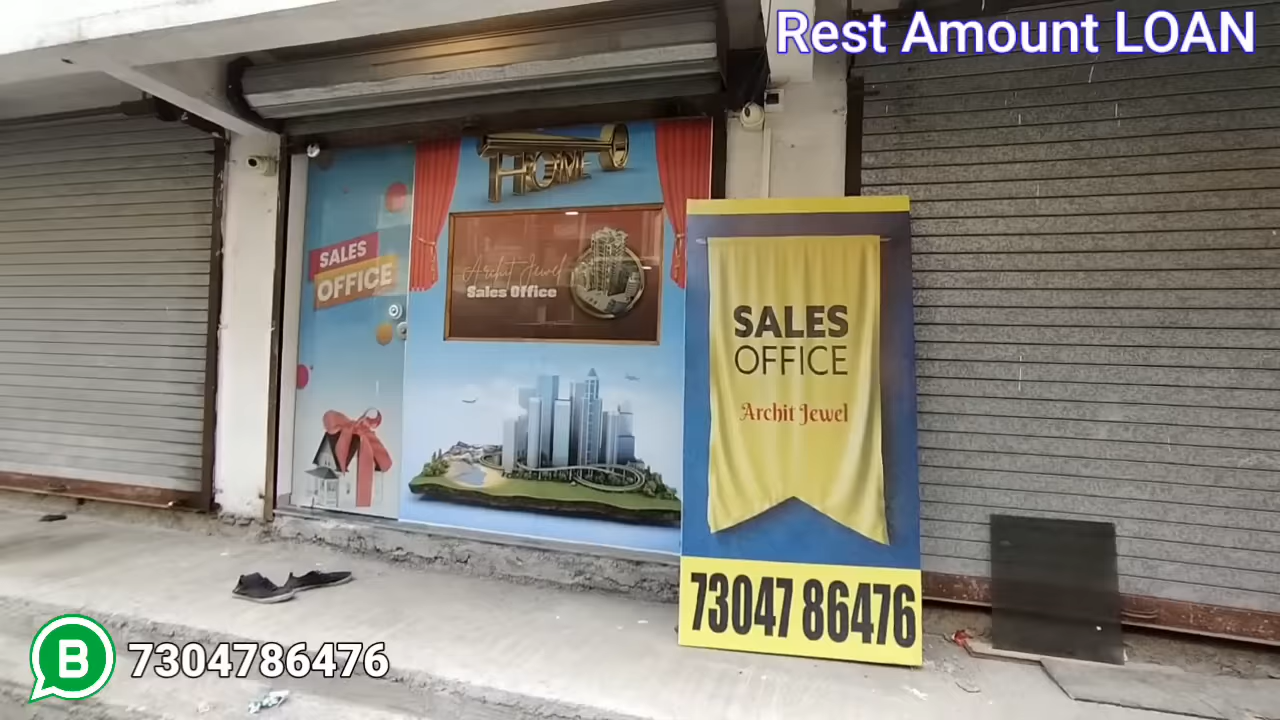 Rest Amount LOAN
HOME
SALES
OFFICE
Archit Jewel
Sales Office
SALES
OFFICE
Archit Jewel
73047 86476
B
7304786476